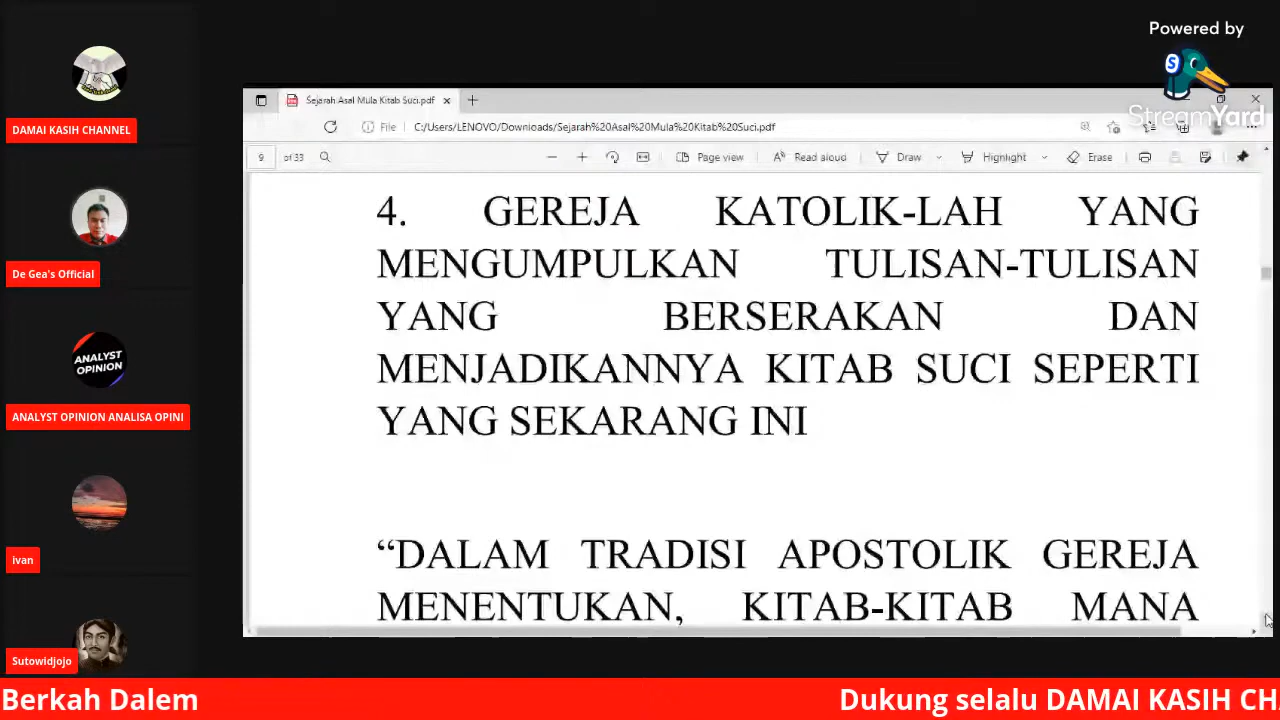 Powered by
StreamYard
DAMAI KASIH CHANNEL
De Gea's Official
ANALYST
OPINION
ANALYST OPINION ANALISA OPINI
ivan
Sutowidjojo
Sejarah Asal Mula Kitab Suci.pdf
File C:/Users/LENOVO/Downloads/Sejarah%20Asal%20Mula%20Kitab%20Suci.pdf
9 of 33 Page view Read aloud Draw Highlight Erase
4. GEREJA KATOLIK-LAH YANG
MENGUMPULKAN TULISAN-TULISAN
YANG BERSERAKAN DAN
MENJADIKANNYA KITAB SUCI SEPERTI
YANG SEKARANG INI
“DALAM TRADISI APOSTOLIK GEREJA
MENENTUKAN, KITAB-KITAB MANA
Berkah Dalem
Dukung selalu DAMAI KASIH CH